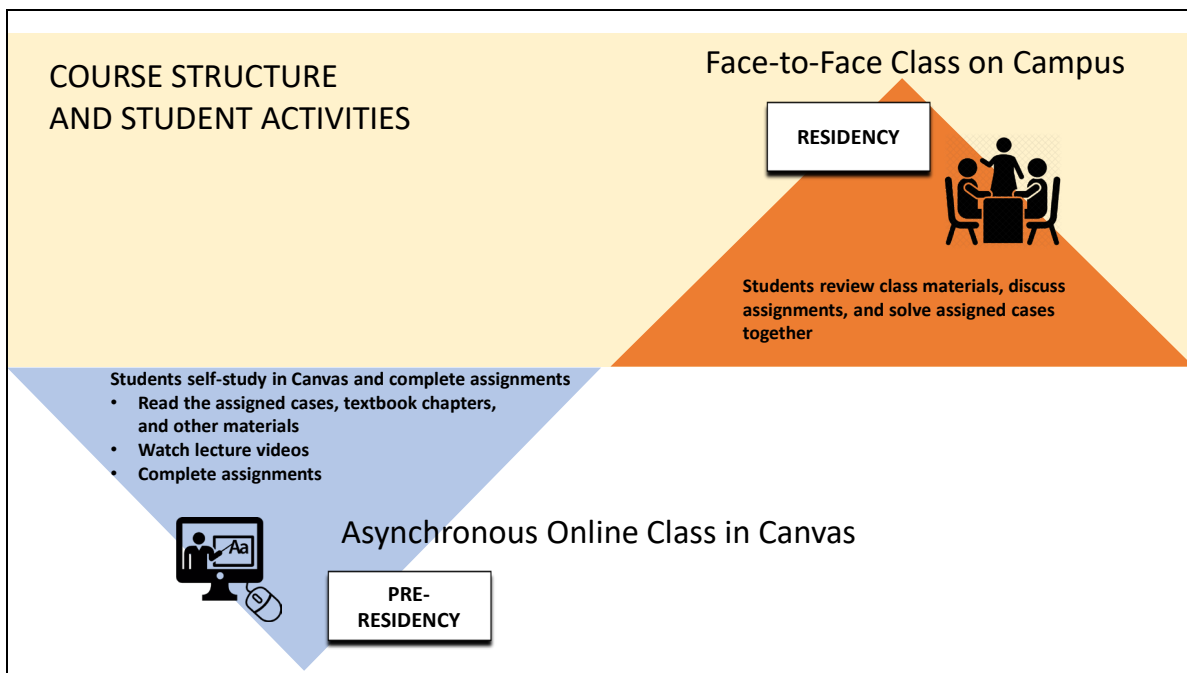 COURSE STRUCTURE
AND STUDENT ACTIVITIES
Face-to-Face Class on Campus
RESIDENCY
Students review class materials, discuss
assignments, and solve assigned cases
together
Students self-study in Canvas and complete assignments
• Read the assigned cases, textbook chapters,
and other materials
• Watch lecture videos
• Complete assignments
Aa
Asynchronous Online Class in Canvas
PRE-
RESIDENCY